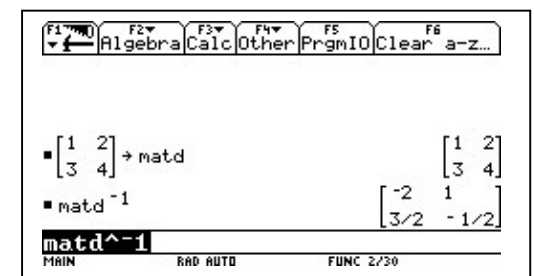 F1 F2 F3 F4 F5 F6
Algebra Calc Other PrgmIO Clear a-z…
[1 2] → matd [1 2]
[3 4] [3 4]
matd⁻¹ [-2 1]
[3/2 -1/2]
matd^-1
MAIN RAD AUTO FUNC 2/30